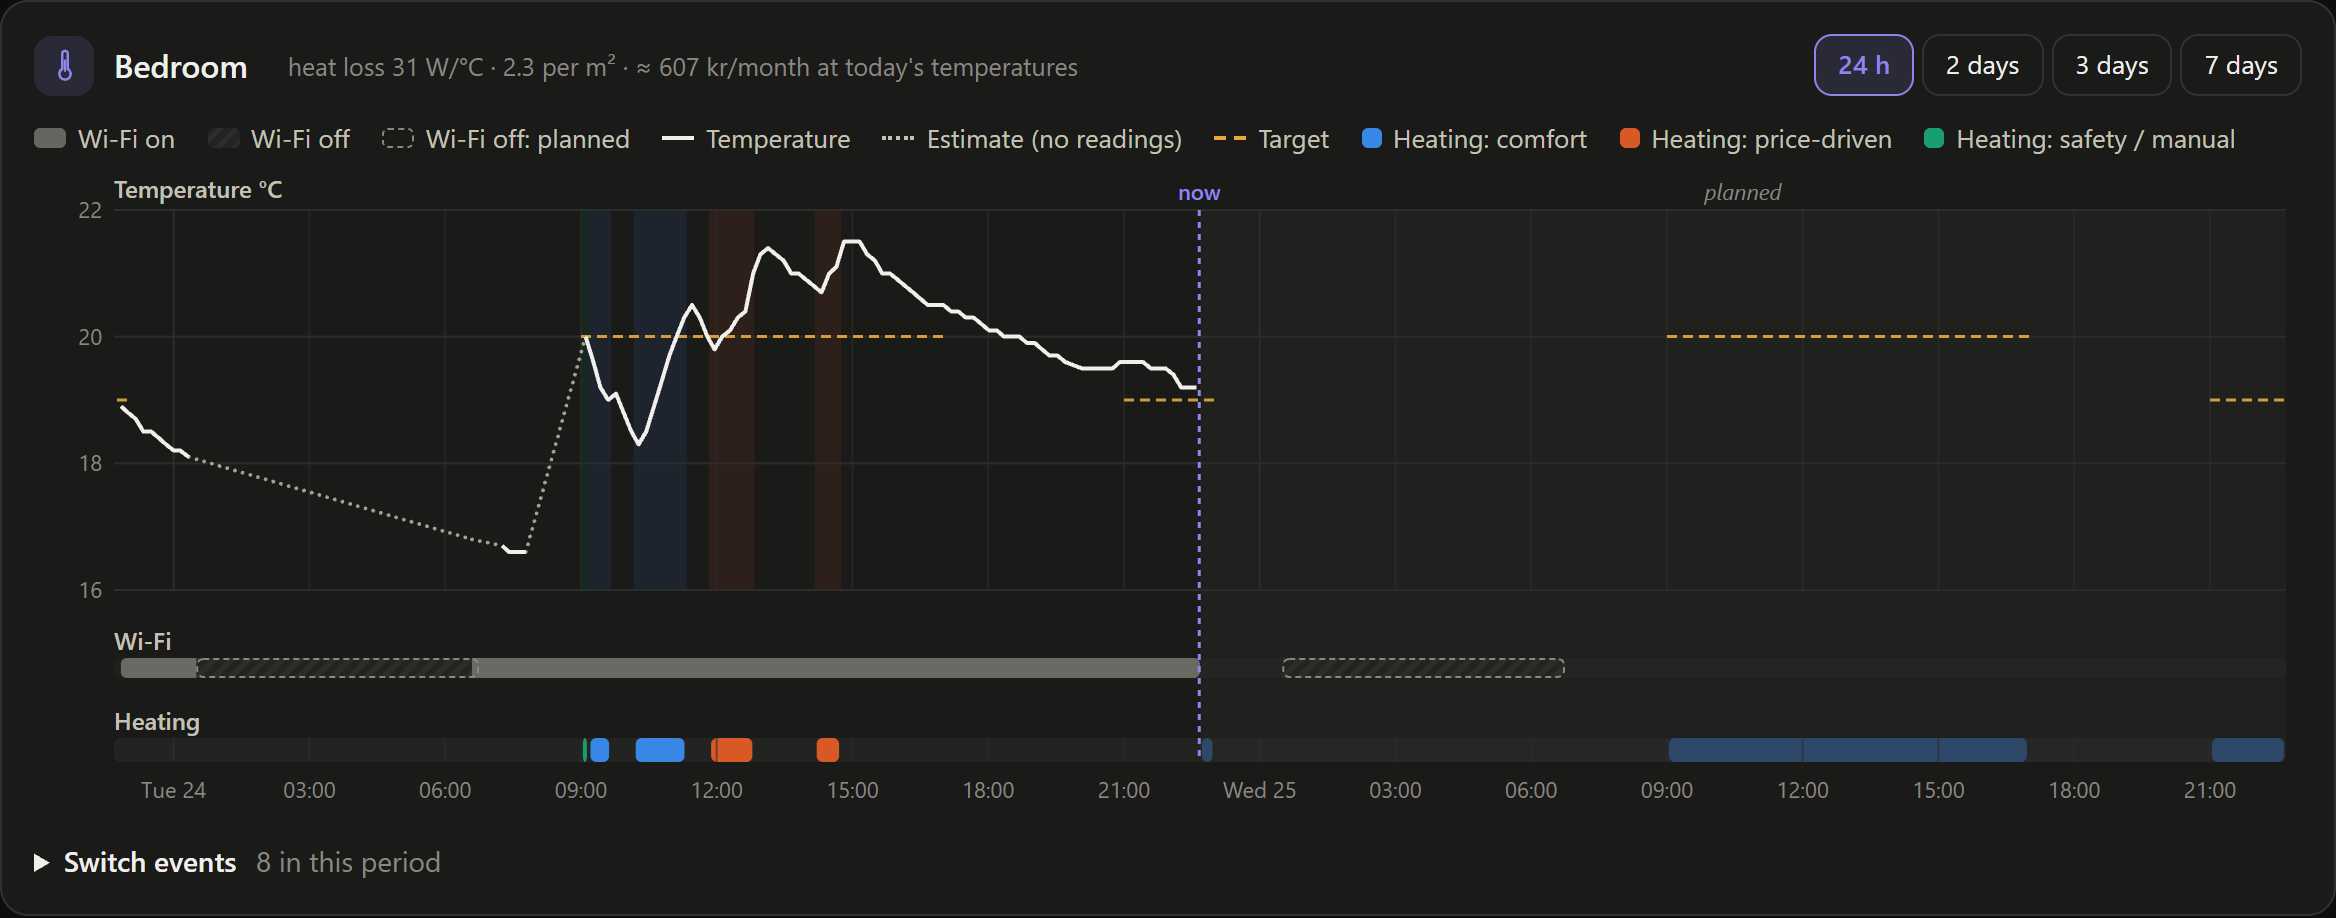 Bedroom heat loss 31 W/°C · 2.3 per m² · ≈ 607 kr/month at today's temperatures 24 h 2 days 3 days 7 days
Wi-Fi on Wi-Fi off Wi-Fi off: planned Temperature Estimate (no readings) Target Heating: comfort Heating: price-driven Heating: safety / manual
Temperature °C now planned
22
20
18
16
Wi-Fi
Heating
Tue 24 03:00 06:00 09:00 12:00 15:00 18:00 21:00 Wed 25 03:00 06:00 09:00 12:00 15:00 18:00 21:00
Switch events 8 in this period